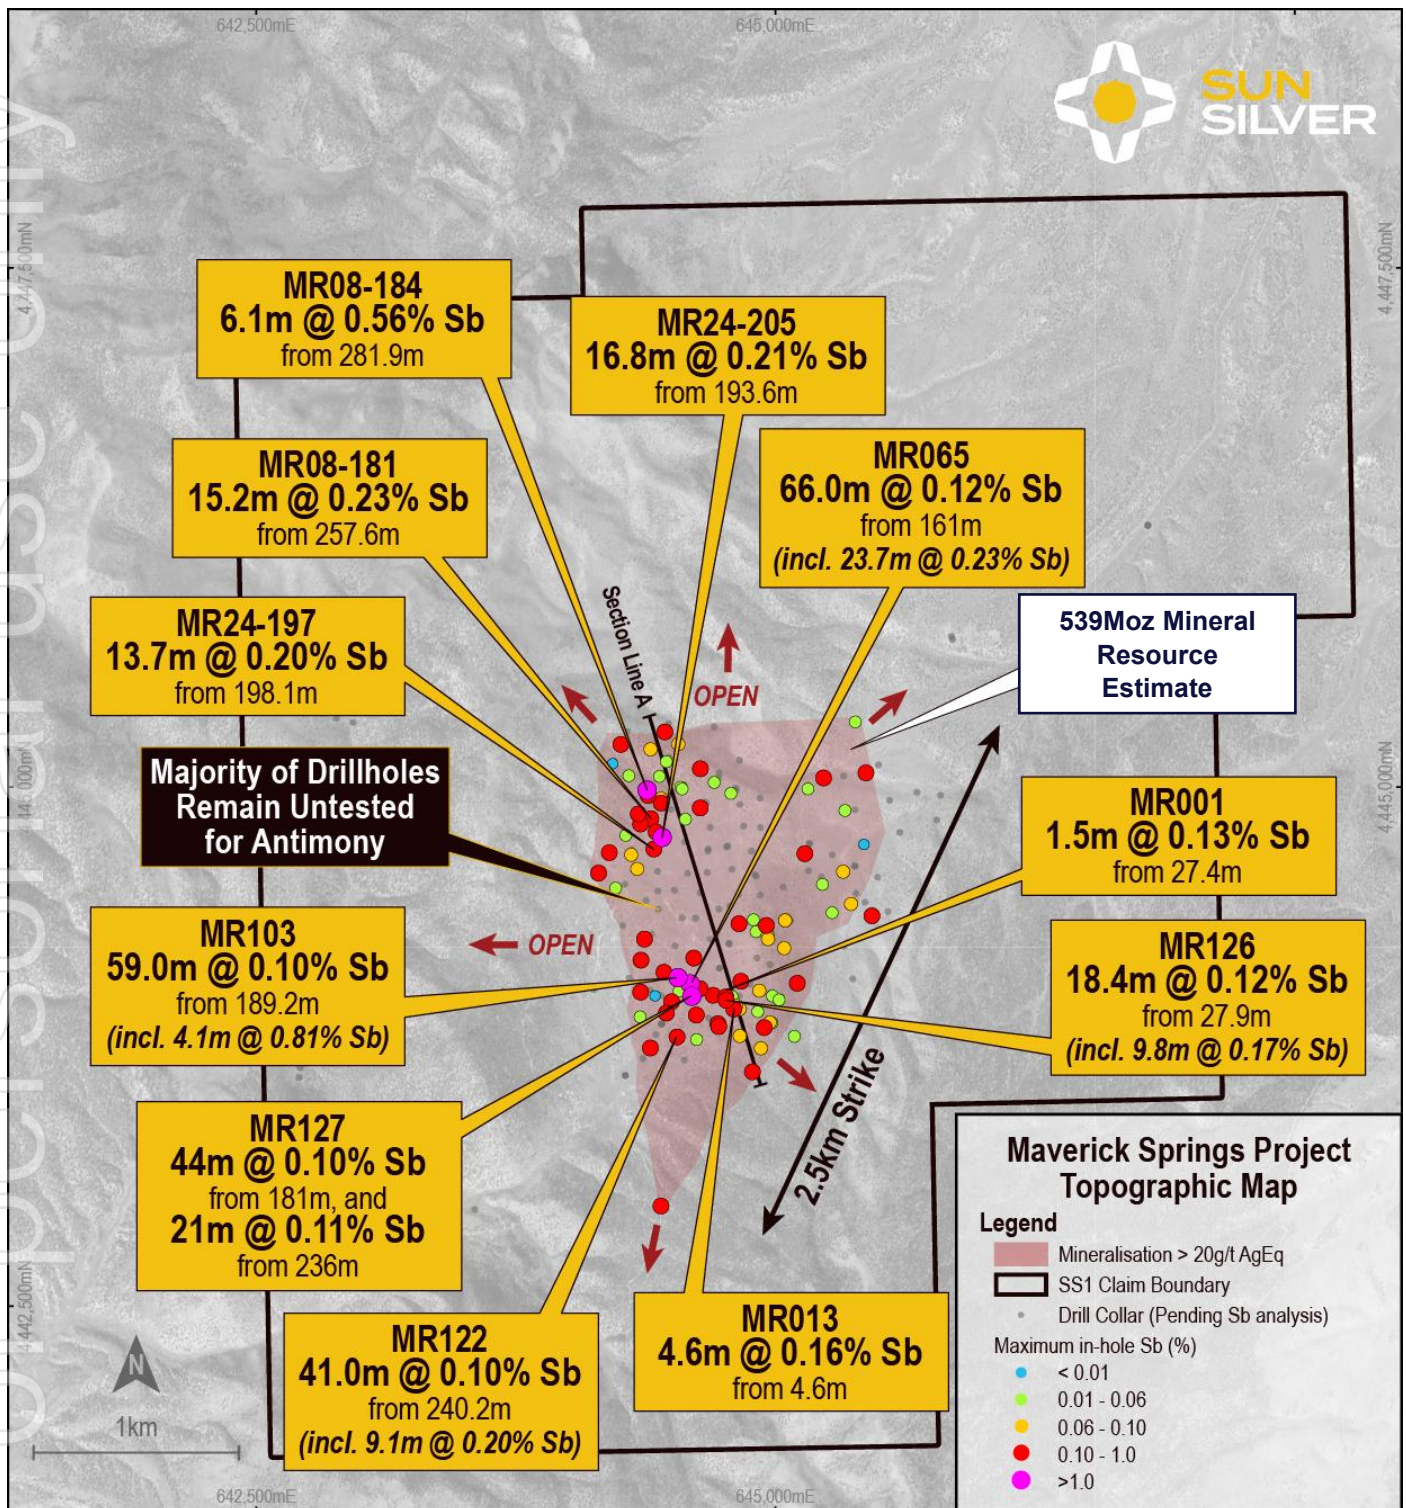 642,500mE
645,000mE
SUN
SILVER
4,447,500mN
4,447,500mN
MR08-184
6.1m @ 0.56% Sb
from 281.9m
MR24-205
16.8m @ 0.21% Sb
from 193.6m
MR08-181
15.2m @ 0.23% Sb
from 257.6m
MR065
66.0m @ 0.12% Sb
from 161m
(incl. 23.7m @ 0.23% Sb)
MR24-197
13.7m @ 0.20% Sb
from 198.1m
Section Line A
OPEN
539Moz Mineral
Resource
Estimate
Majority of Drillholes
Remain Untested
for Antimony
4,445,000mN
MR001
1.5m @ 0.13% Sb
from 27.4m
MR103
59.0m @ 0.10% Sb
from 189.2m
(incl. 4.1m @ 0.81% Sb)
OPEN
MR126
18.4m @ 0.12% Sb
from 27.9m
(incl. 9.8m @ 0.17% Sb)
2.5km Strike
MR127
44m @ 0.10% Sb
from 181m, and
21m @ 0.11% Sb
from 236m
MR122
41.0m @ 0.10% Sb
from 240.2m
(incl. 9.1m @ 0.20% Sb)
MR013
4.6m @ 0.16% Sb
from 4.6m
N
1km
Maverick Springs Project
Topographic Map
Legend
Mineralisation > 20g/t AgEq
SS1 Claim Boundary
Drill Collar (Pending Sb analysis)
Maximum in-hole Sb (%)
< 0.01
0.01 - 0.06
0.06 - 0.10
0.10 - 1.0
>1.0
642,500mE
645,000mE